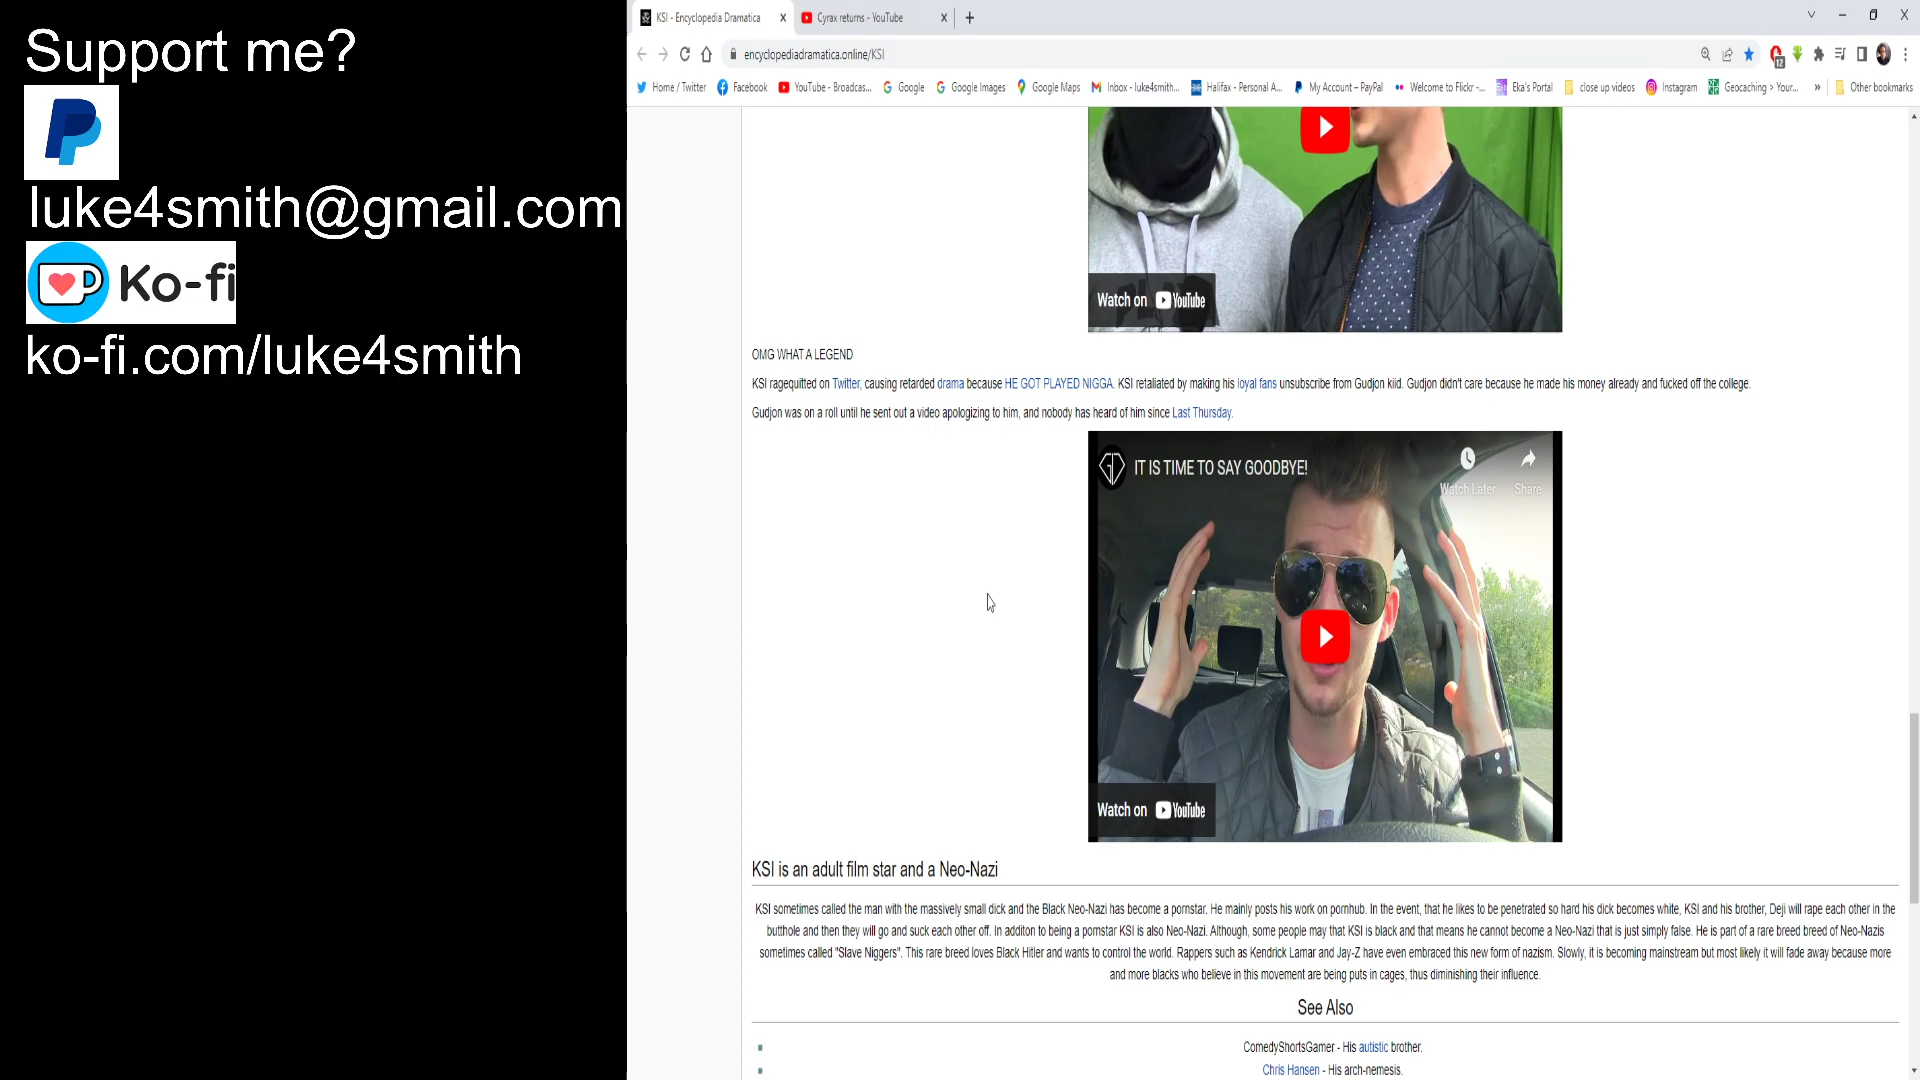 Support me?
luke4smith@gmail.com
Ko-fi
ko-fi.com/luke4smith
KSI - Encyclopedia Dramatica
Cyrax returns - YouTube
encyclopediadramatica.online/KSI
12
Home / Twitter
Facebook
YouTube - Broadcas...
Google
Google Images
Google Maps
Inbox - luke4smith...
Halifax - Personal A...
My Account – PayPal
Welcome to Flickr -...
Eka's Portal
close up videos
Instagram
Geocaching > Your...
»
Other bookmarks
Watch on YouTube
OMG WHAT A LEGEND
KSI ragequitted on Twitter, causing retarded drama because HE GOT PLAYED NIGGA. KSI retaliated by making his loyal fans unsubscribe from Gudjon kiid. Gudjon didn't care because he made his money already and fucked off the college.
Gudjon was on a roll until he sent out a video apologizing to him, and nobody has heard of him since Last Thursday.
IT IS TIME TO SAY GOODBYE!
Watch Later
Share
Watch on YouTube
KSI is an adult film star and a Neo-Nazi
KSI sometimes called the man with the massively small dick and the Black Neo-Nazi has become a pornstar. He mainly posts his work on pornhub. In the event, that he likes to be penetrated so hard his dick becomes white, KSI and his brother, Deji will rape each other in the
butthole and then they will go and suck each other off. In additon to being a pornstar KSI is also Neo-Nazi. Although, some people may that KSI is black and that means he cannot become a Neo-Nazi that is just simply false. He is part of a rare breed breed of Neo-Nazis
sometimes called "Slave Niggers". This rare breed loves Black Hitler and wants to control the world. Rappers such as Kendrick Lamar and Jay-Z have even embraced this new form of nazism. Slowly, it is becoming mainstream but most likely it will fade away because more
and more blacks who believe in this movement are being puts in cages, thus diminishing their influence.
See Also
ComedyShortsGamer - His autistic brother.
Chris Hansen - His arch-nemesis.